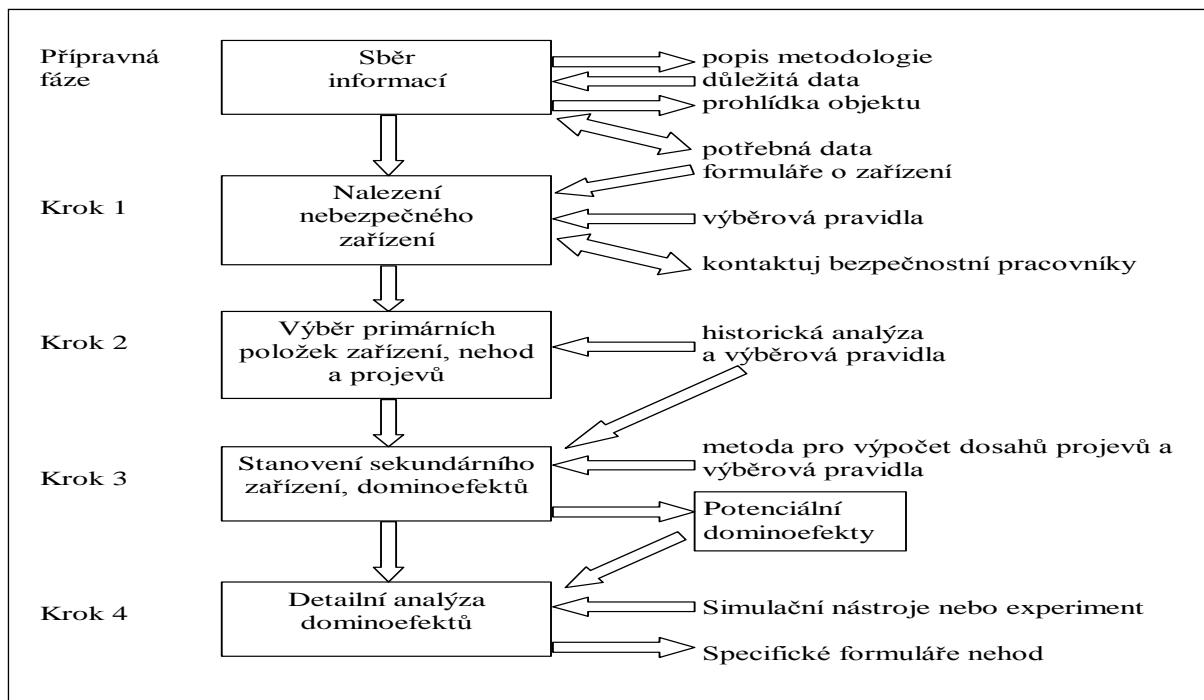 Přípravná
fáze
Sběr
informací
popis metodologie
důležitá data
prohlídka objektu
potřebná data
formuláře o zařízení
Krok 1
Nalezení
nebezpečného
zařízení
výběrová pravidla
kontaktuj bezpečnostní pracovníky
Krok 2
Výběr primárních
položek zařízení, nehod
a projevů
historická analýza
a výběrová pravidla
Krok 3
Stanovení sekundárního
zařízení, dominoefektů
metoda pro výpočet dosahů projevů a
výběrová pravidla
Potenciální
dominoefekty
Krok 4
Detailní analýza
dominoefektů
Simulační nástroje nebo experiment
Specifické formuláře nehod